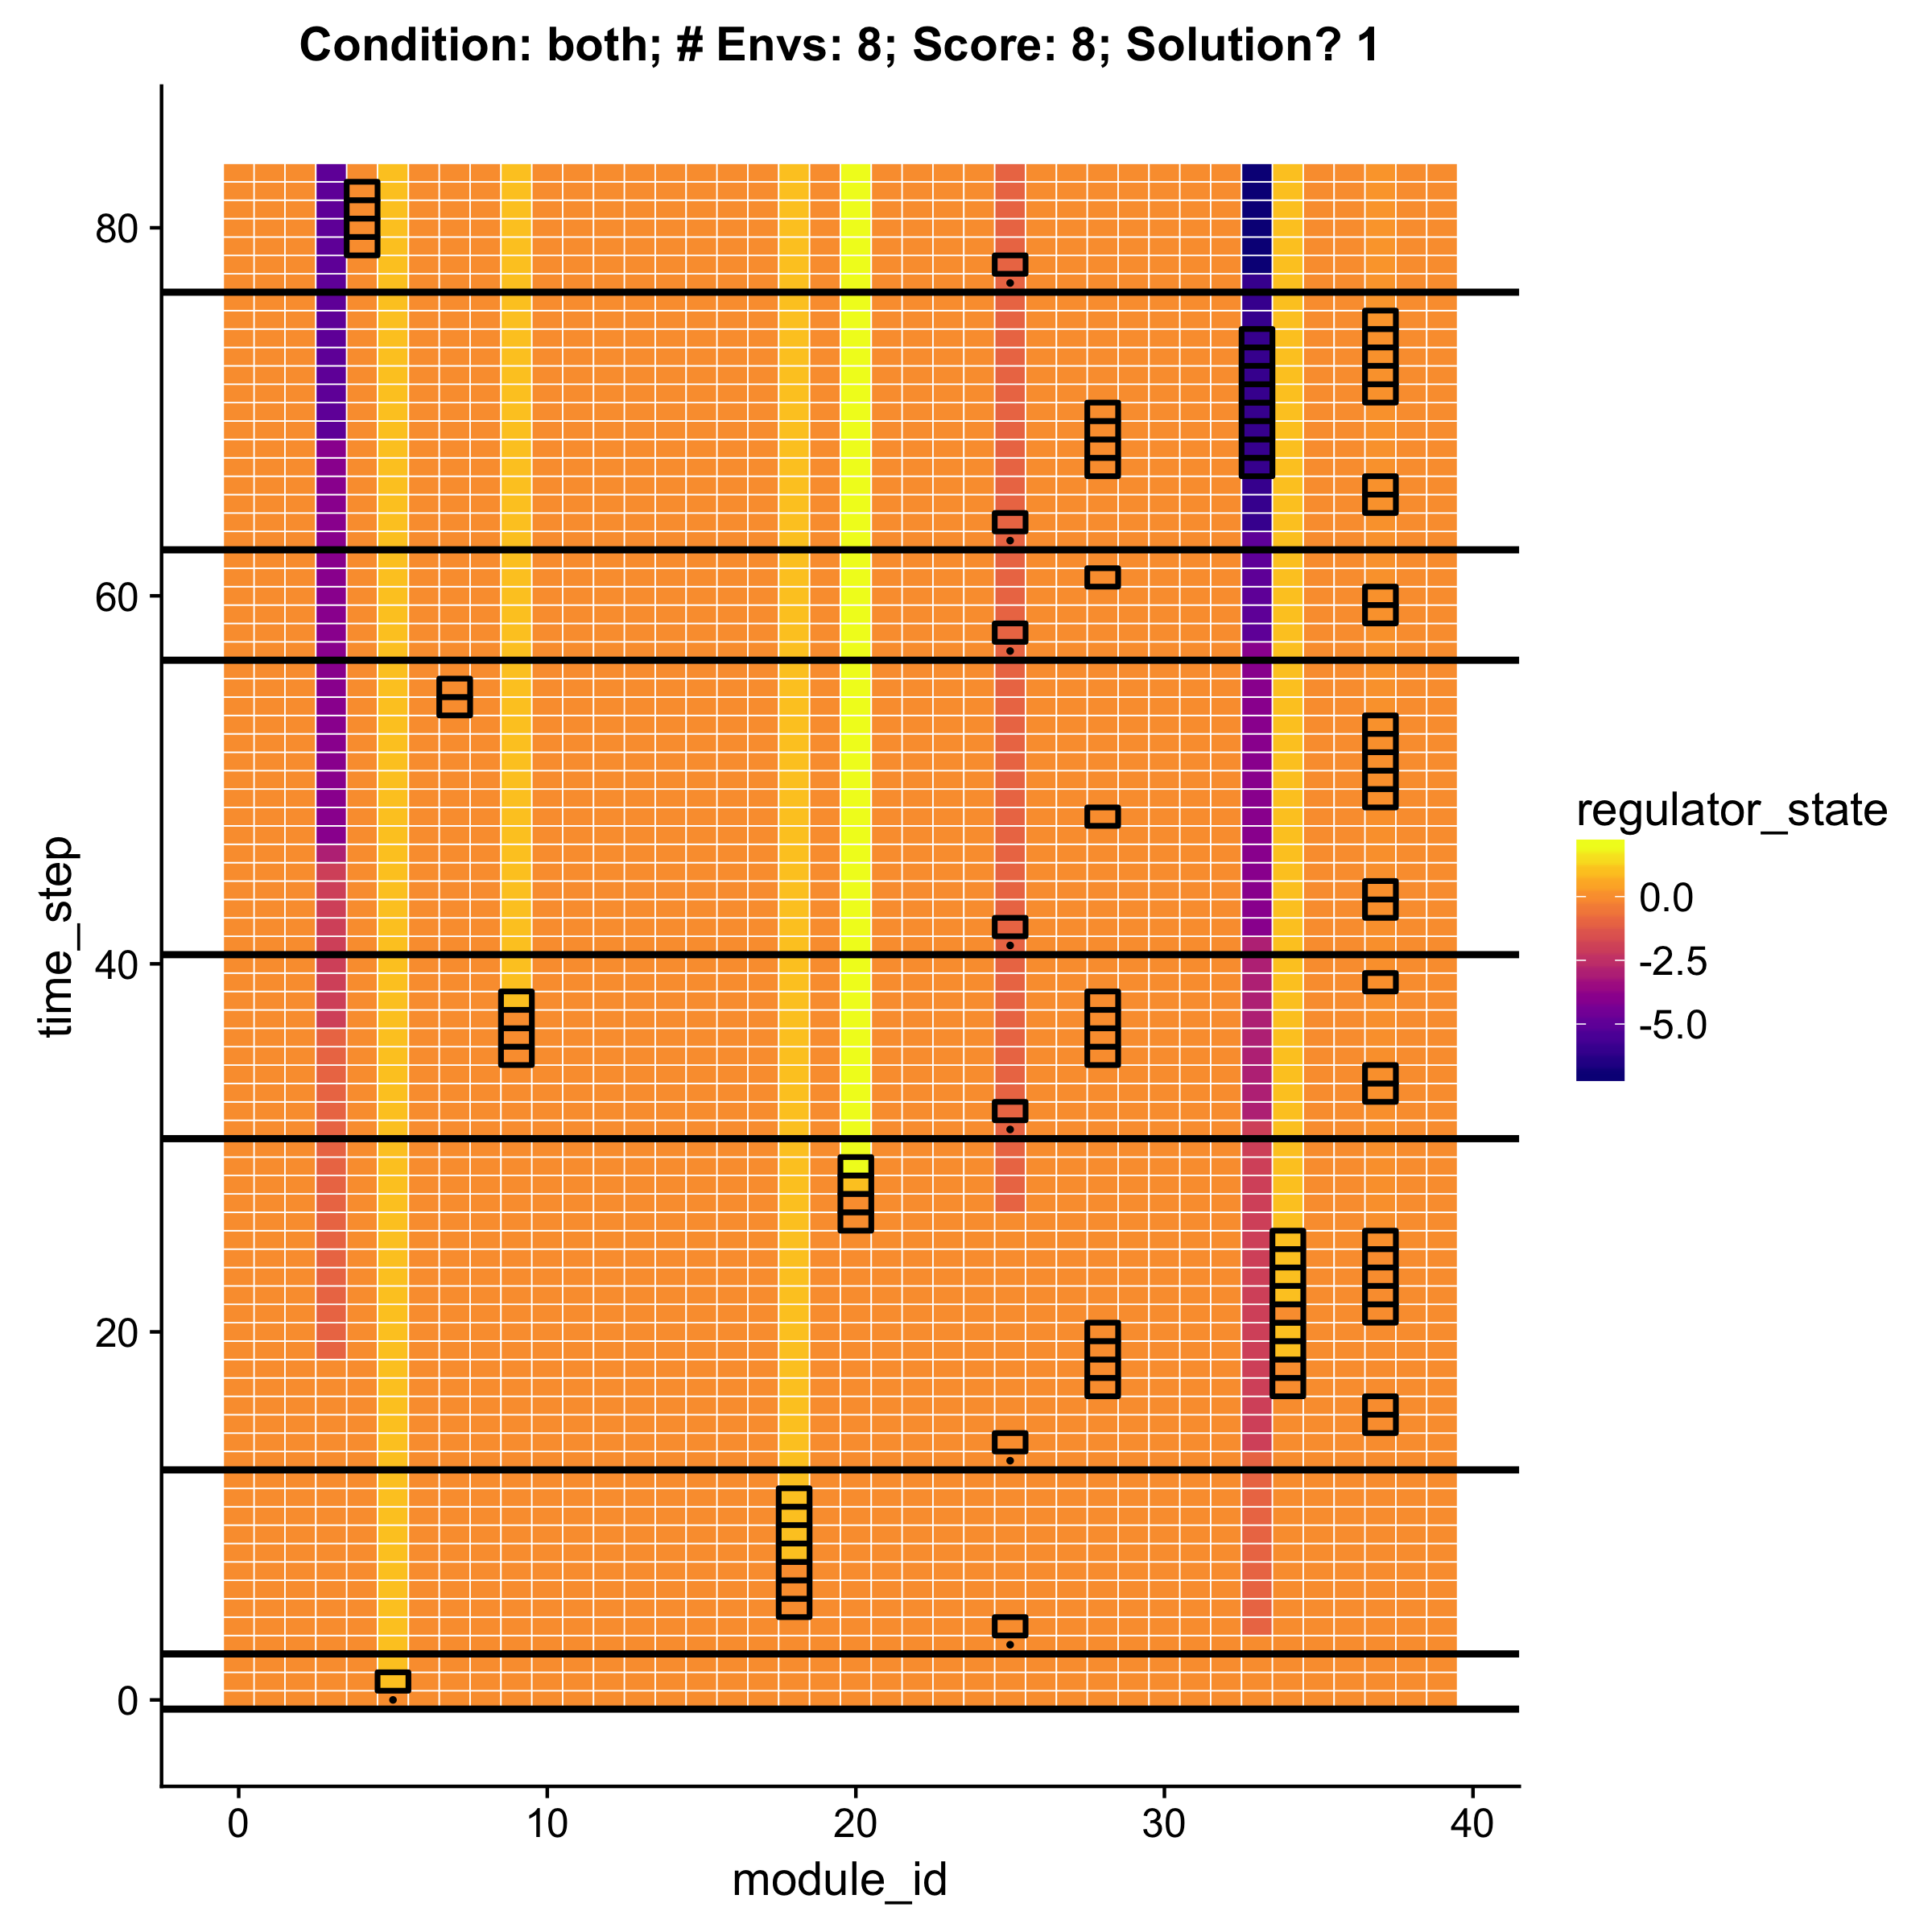 Condition: both; # Envs: 8; Score: 8; Solution? 1
time_step
80
60
40
20
0
0 10 20 30 40
module_id
regulator_state
0.0
-2.5
-5.0